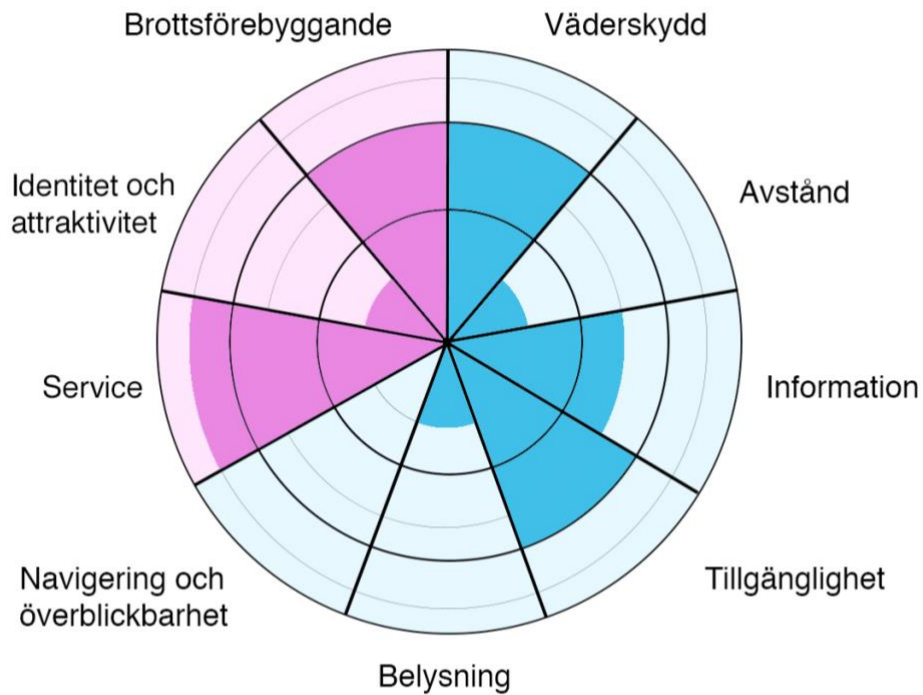 Brottsförebyggande
Väderskydd
Identitet och
attraktivitet
Avstånd
Service
Information
Navigering och
överblickbarhet
Tillgänglighet
Belysning